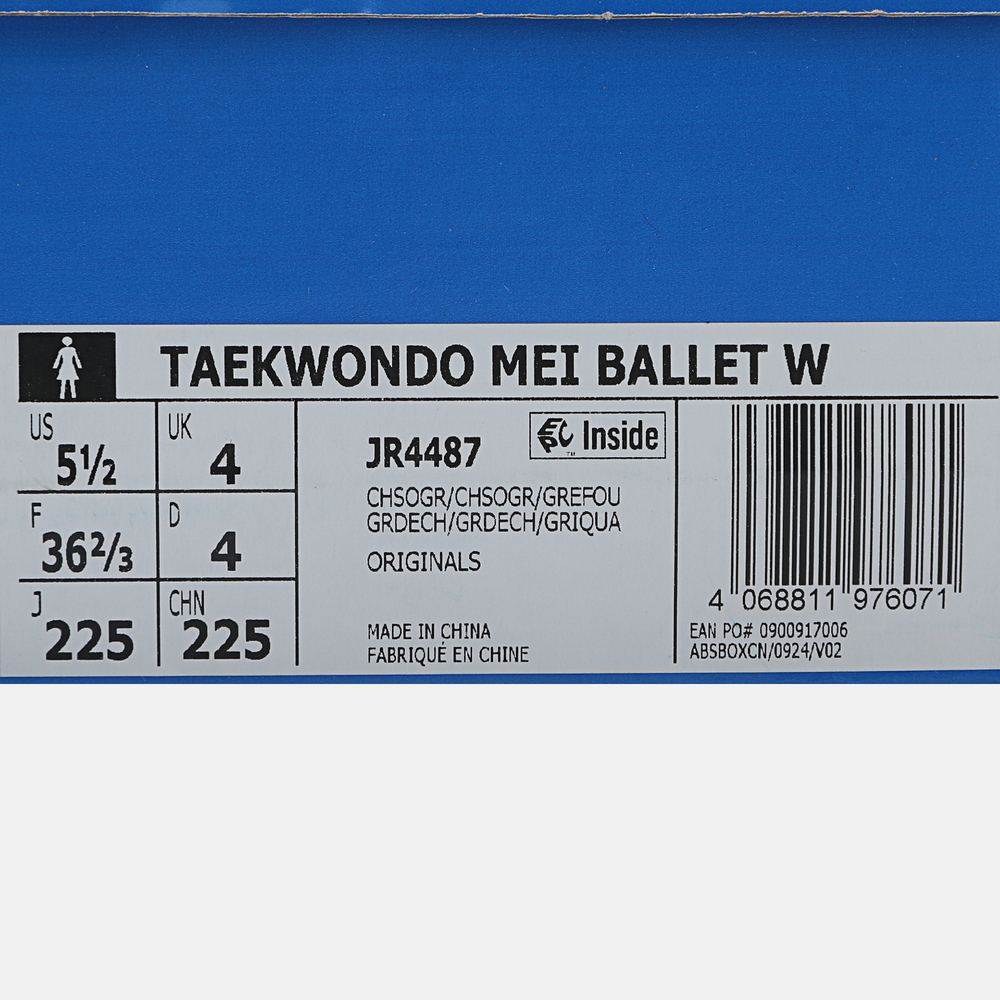 TAEKWONDO MEI BALLET W
US
5½
UK
4
F
36⅔
D
4
J
225
CHN
225
JR4487
EPC Inside
™
CHSOGR/CHSOGR/GREFOU
GRDECH/GRDECH/GRIQUA
ORIGINALS
MADE IN CHINA
FABRIQUÉ EN CHINE
4 068811 976071
EAN PO# 0900917006
ABSBOXCN/0924/V02